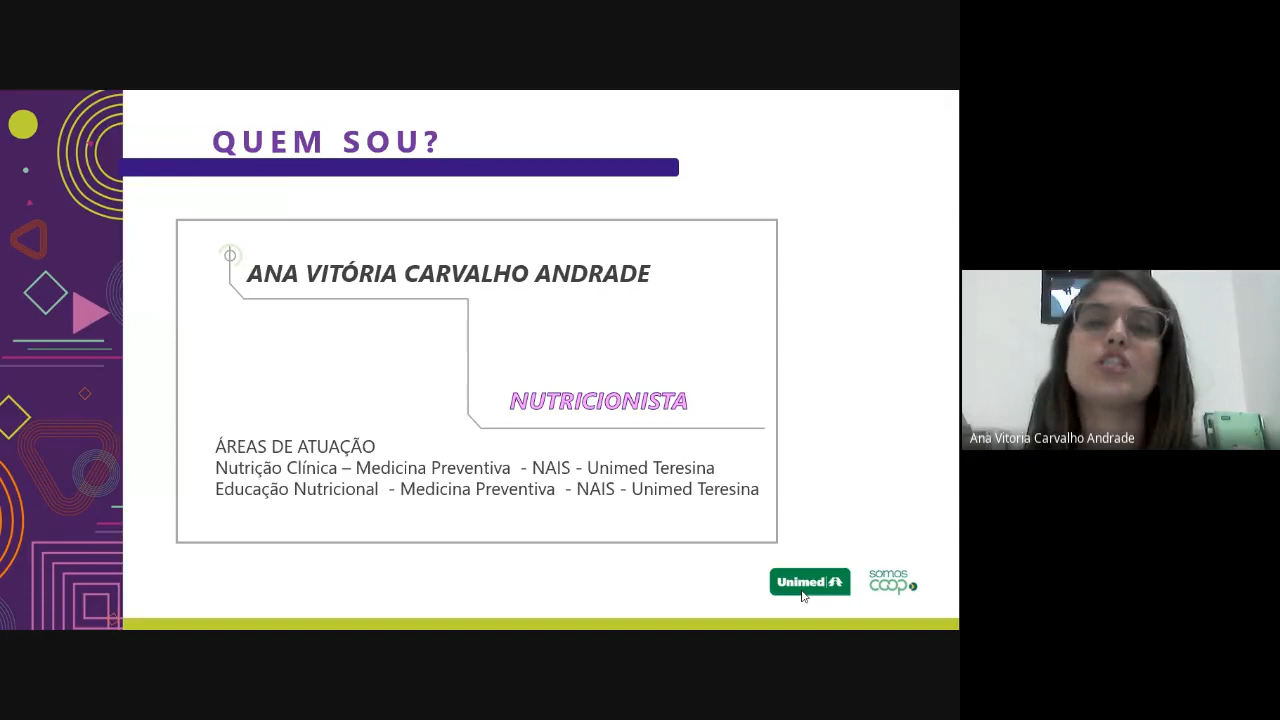 QUEM SOU?
ANA VITÓRIA CARVALHO ANDRADE
NUTRICIONISTA
ÁREAS DE ATUAÇÃO
Nutrição Clínica – Medicina Preventiva - NAIS - Unimed Teresina
Educação Nutricional - Medicina Preventiva - NAIS - Unimed Teresina
Unimed
somos
coop
Ana Vitoria Carvalho Andrade